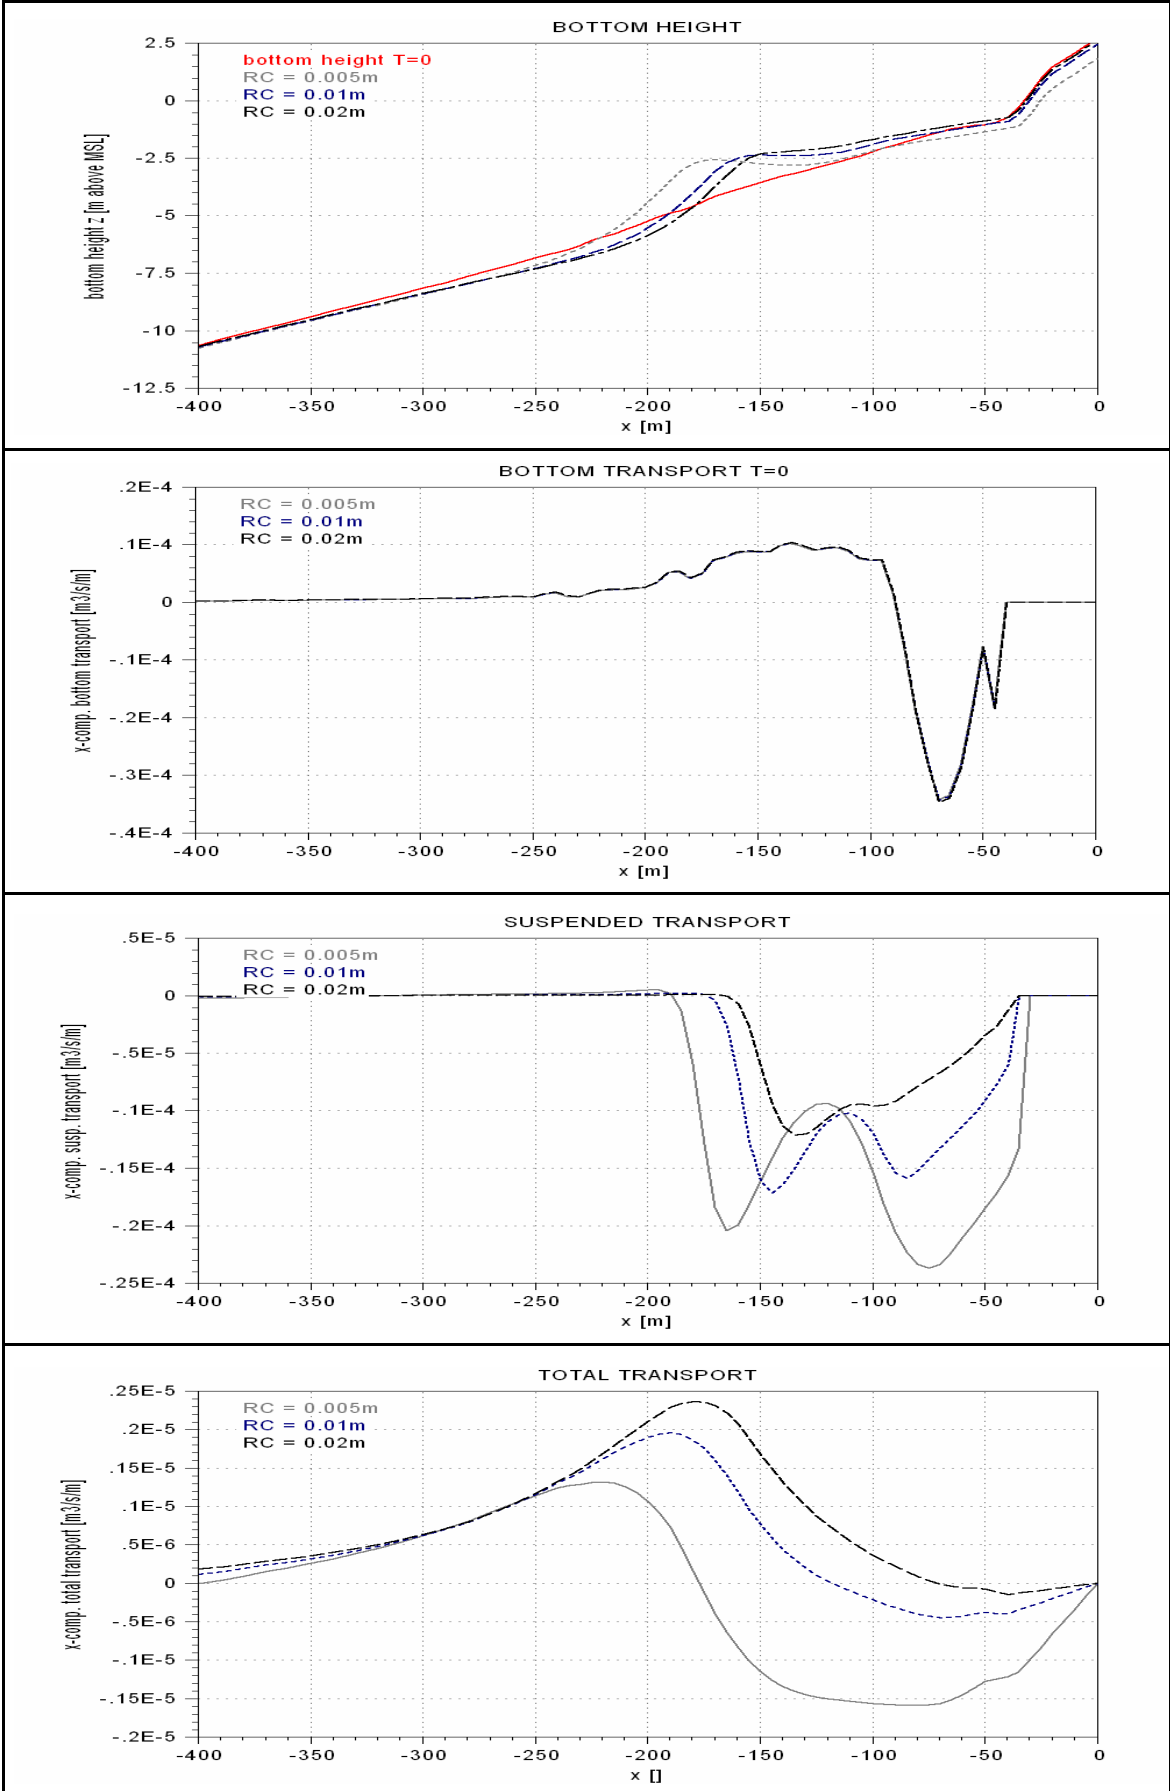 BOTTOM HEIGHT
2.5
0
-2.5
-5
-7.5
-10
-12.5
bottom height T=0
RC = 0.005m
RC = 0.01m
RC = 0.02m
bottom height z [m above MSL]
-400 -350 -300 -250 -200 -150 -100 -50 0
x [m]
BOTTOM TRANSPORT T=0
.2E-4
.1E-4
0
-.1E-4
-.2E-4
-.3E-4
-.4E-4
RC = 0.005m
RC = 0.01m
RC = 0.02m
x-comp. bottom transport [m3/s/m]
-400 -350 -300 -250 -200 -150 -100 -50 0
x [m]
SUSPENDED TRANSPORT
.5E-5
0
-.5E-5
-.1E-4
-.15E-4
-.2E-4
-.25E-4
RC = 0.005m
RC = 0.01m
RC = 0.02m
x-comp. susp. transport [m3/s/m]
-400 -350 -300 -250 -200 -150 -100 -50 0
x [m]
TOTAL TRANSPORT
.25E-5
.2E-5
.15E-5
.1E-5
.5E-6
0
-.5E-6
-.1E-5
-.15E-5
-.2E-5
RC = 0.005m
RC = 0.01m
RC = 0.02m
x-comp. total transport [m3/s/m]
-400 -350 -300 -250 -200 -150 -100 -50 0
x []